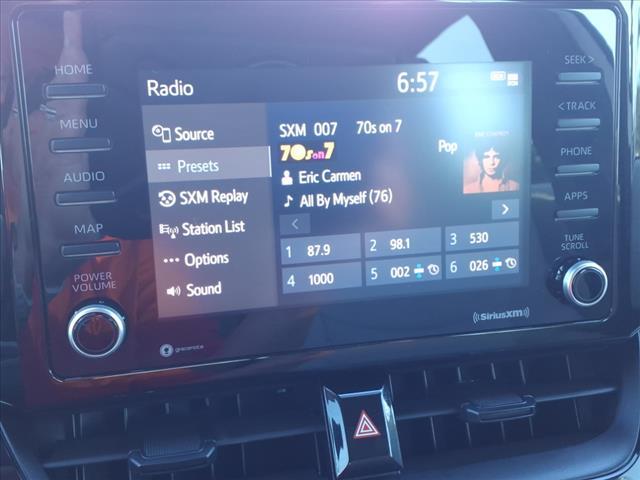 HOME
MENU
AUDIO
MAP
POWER
VOLUME
Radio
6:57
Source
Presets
SXM Replay
Station List
Options
Sound
SXM 007 70s on 7
70s on 7
Pop
ERIC CARMEN
Eric Carmen
All By Myself (76)
1 87.9
2 98.1
3 530
4 1000
5 002
6 026
SEEK >
< TRACK
PHONE
APPS
TUNE
SCROLL
gracenote
SiriusXM